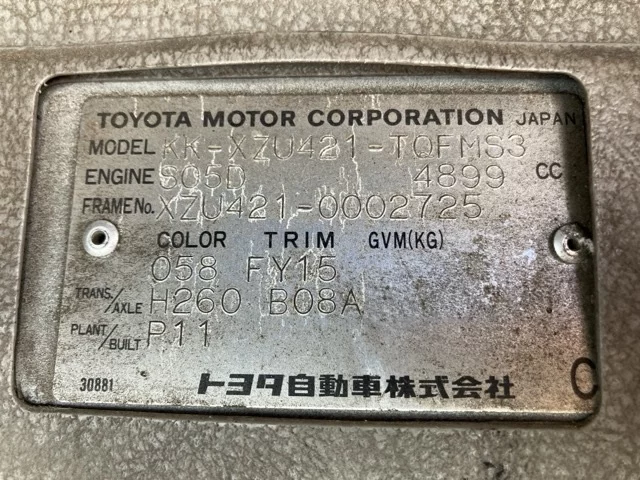 TOYOTA MOTOR CORPORATION JAPAN
MODEL KK-XZU421-TQFMS3
ENGINE S05D 4899 CC
FRAME No. XZU421-0002725
COLOR TRIM GVM(KG)
058 FY15
TRANS./AXLE H260 B08A
PLANT/BUILT P11
30881 トヨタ自動車株式会社 C